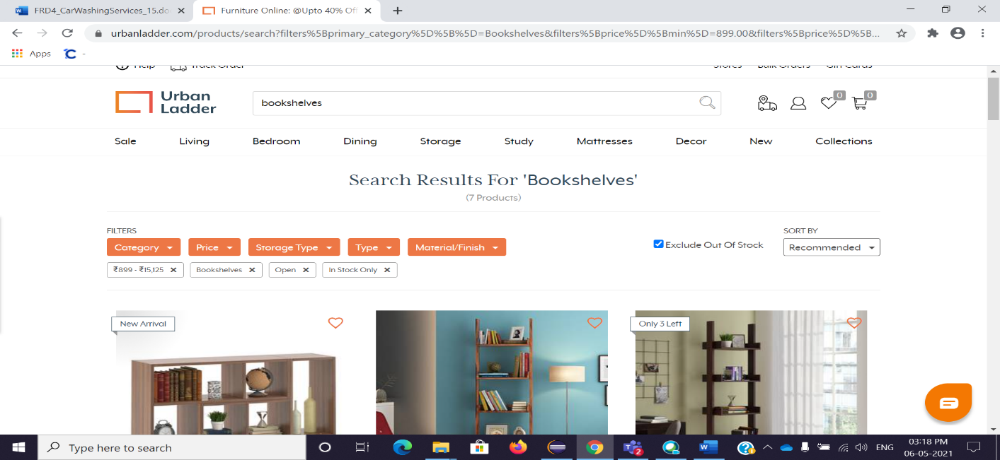 FRD4_CarWashingServices_15.do
Furniture Online: @Upto 40% Off
urbanladder.com/products/search?filters%5Bprimary_category%5D%5B%5D=Bookshelves&filters%5Bprice%5D%5Bmin%5D=899.00&filters%5Bprice%5D%5B...
Apps
-
Help Track Order Stores Bulk Orders Gift Cards
Urban
Ladder
bookshelves
0 0
Sale Living Bedroom Dining Storage Study Mattresses Decor New Collections
Search Results For 'Bookshelves'
(7 Products)
FILTERS
SORT BY
Category Price Storage Type Type Material/Finish
Exclude Out Of Stock
Recommended
₹899 - ₹15,125 Bookshelves Open In Stock Only
New Arrival
Only 3 Left
Type here to search
2
ENG
03:18 PM
06-05-2021